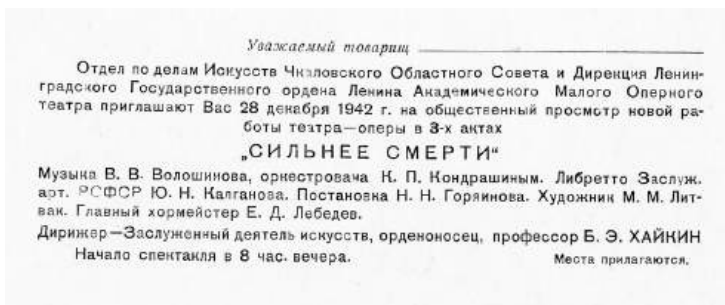 Уважаемый товарищ
Отдел по делам Искусств Чкаловского Областного Совета и Дирекция Ленин-
градского Государственного ордена Ленина Академического Малого Оперного
театра приглашают Вас 28 декабря 1942 г. на общественный просмотр новой ра-
боты театра—оперы в 3-х актах
„СИЛЬНЕЕ СМЕРТИ“
Музыка В. В. Волошинова, оркестровка К. П. Кондрашиным. Либретто Заслуж.
арт. РСФСР Ю. Н. Калганова. Постановка Н. Н. Горяинова. Художник М. М. Лит-
вак. Главный хормейстер Е. Д. Лебедев.
Дирижер—Заслуженный деятель искусств, орденоносец, профессор Б. Э. ХАЙКИН
Начало спектакля в 8 час. вечера. Места прилагаются.